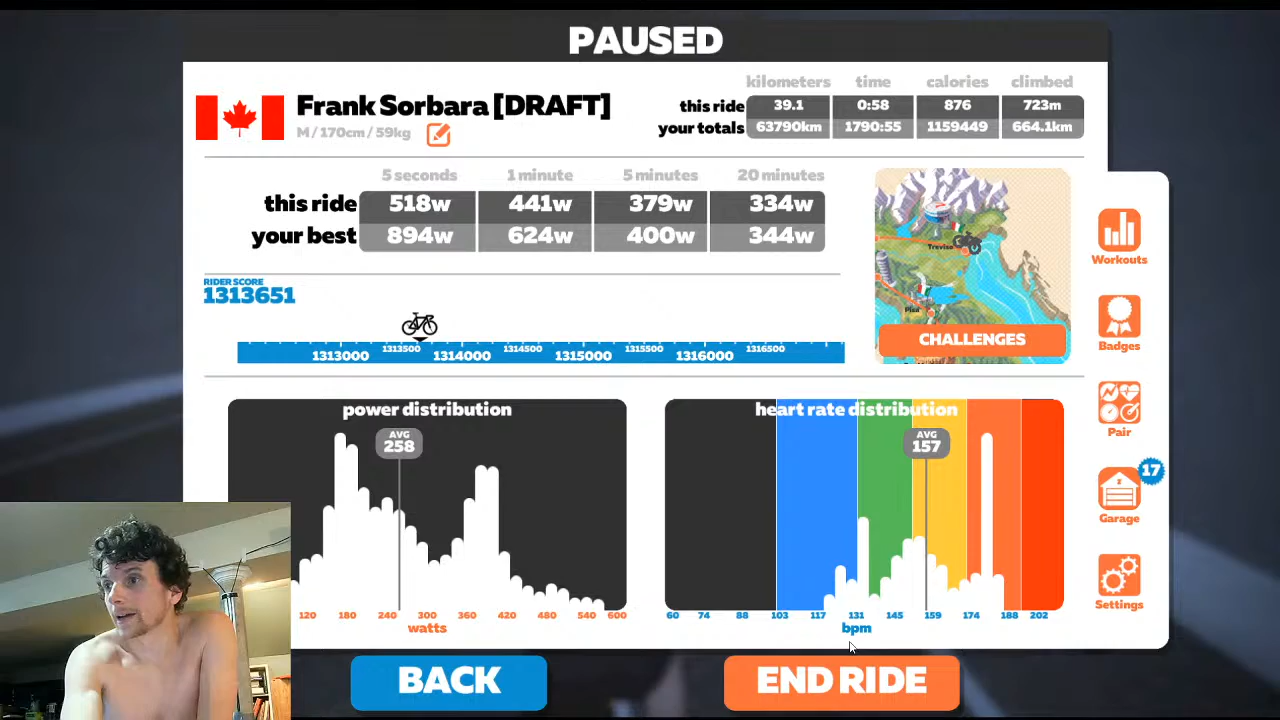 PAUSED
Frank Sorbara [DRAFT]
M / 170cm / 59kg
kilometers time calories climbed
this ride 39.1 0:58 876 723m
your totals 63790km 1790:55 1159449 664.1km
5 seconds 1 minute 5 minutes 20 minutes
this ride 518w 441w 379w 334w
your best 894w 624w 400w 344w
RIDER SCORE
1313651
1313000 1313500 1314000 1314500 1315000 1315500 1316000 1316500
Treviso
Pisa
CHALLENGES
Workouts
Badges
Pair
17
Garage
Settings
power distribution
AVG
258
120 180 240 300 360 420 480 540 600
watts
heart rate distribution
AVG
157
60 74 88 103 117 131 145 159 174 188 202
bpm
BACK
END RIDE